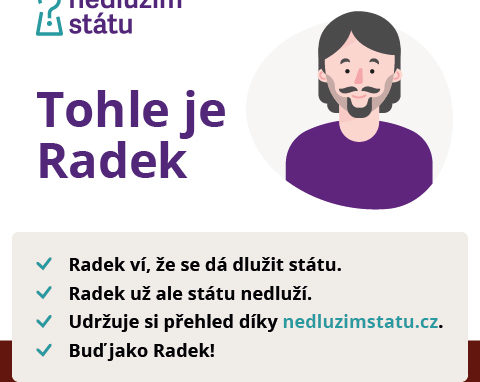 nedlužím
státu
Tohle je
Radek
Radek ví, že se dá dlužit státu.
Radek už ale státu nedluží.
Udržuje si přehled díky nedluzimstatu.cz.
Buď jako Radek!